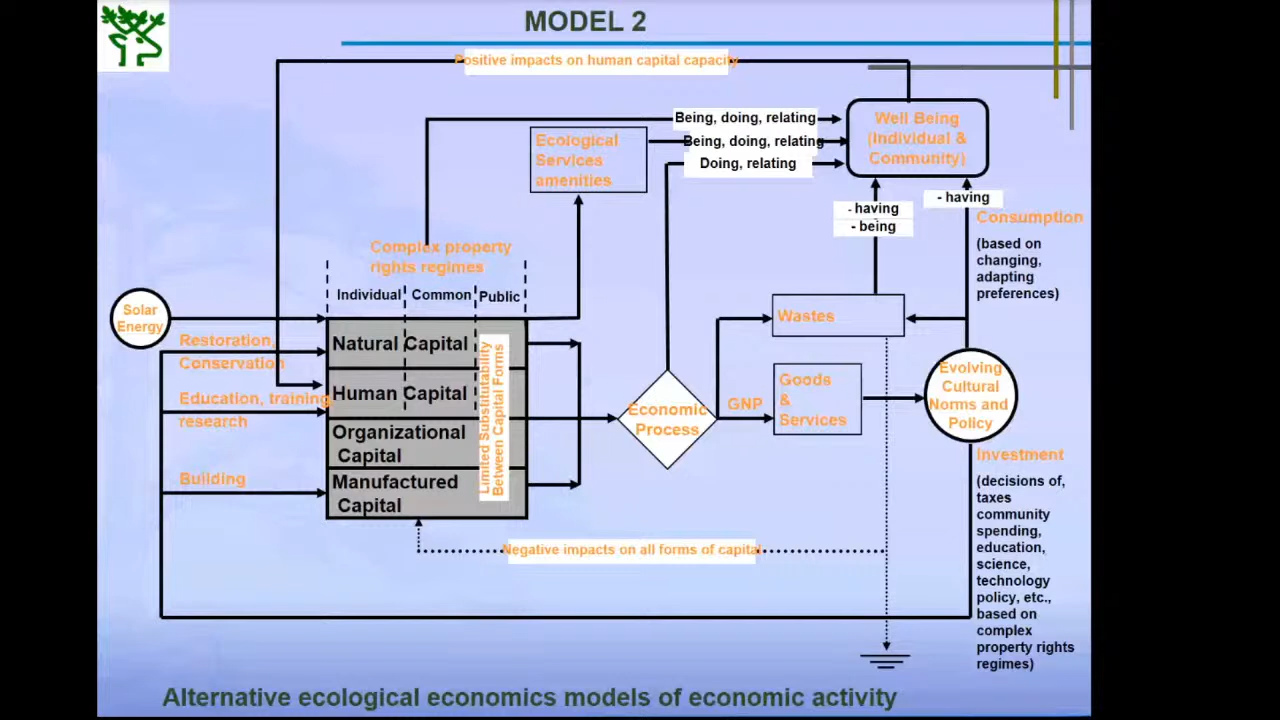 MODEL 2
Positive impacts on human capital capacity
Being, doing, relating
Being, doing, relating
Doing, relating
Well Being
(Individual &
Community)
Ecological
Services
amenities
- having
- being
- having
Consumption
(based on
changing,
adapting
preferences)
Complex property
rights regimes
Individual
Common
Public
Solar
Energy
Restoration,
Conservation
Education, training
research
Building
Natural Capital
Human Capital
Organizational
Capital
Manufactured
Capital
Limited Substitutability
Between Capital Forms
Economic
Process
GNP
Wastes
Goods
&
Services
Evolving
Cultural
Norms and
Policy
Investment
(decisions of,
taxes
community
spending,
education,
science,
technology
policy, etc.,
based on
complex
property rights
regimes)
Negative impacts on all forms of capital
Alternative ecological economics models of economic activity